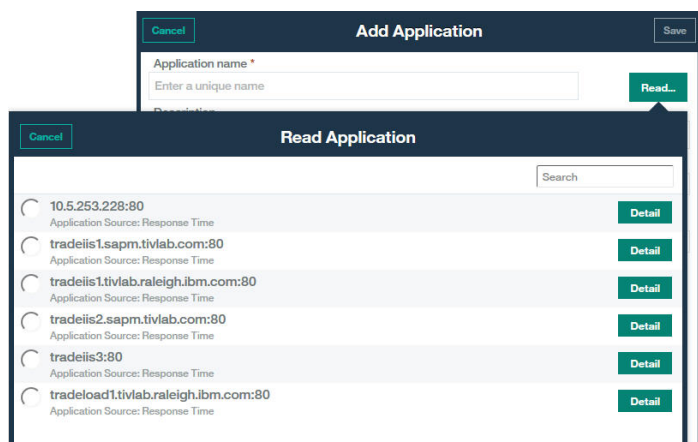 Cancel
Add Application
Save
Application name *
Enter a unique name
Read...
Description
Cancel
Read Application
Search
10.5.253.228:80
Application Source: Response Time
Detail
tradeiis1.sapm.tivlab.com:80
Application Source: Response Time
Detail
tradeiis1.tivlab.raleigh.ibm.com:80
Application Source: Response Time
Detail
tradeiis2.sapm.tivlab.com:80
Application Source: Response Time
Detail
tradeiis3:80
Application Source: Response Time
Detail
tradeload1.tivlab.raleigh.ibm.com:80
Application Source: Response Time
Detail